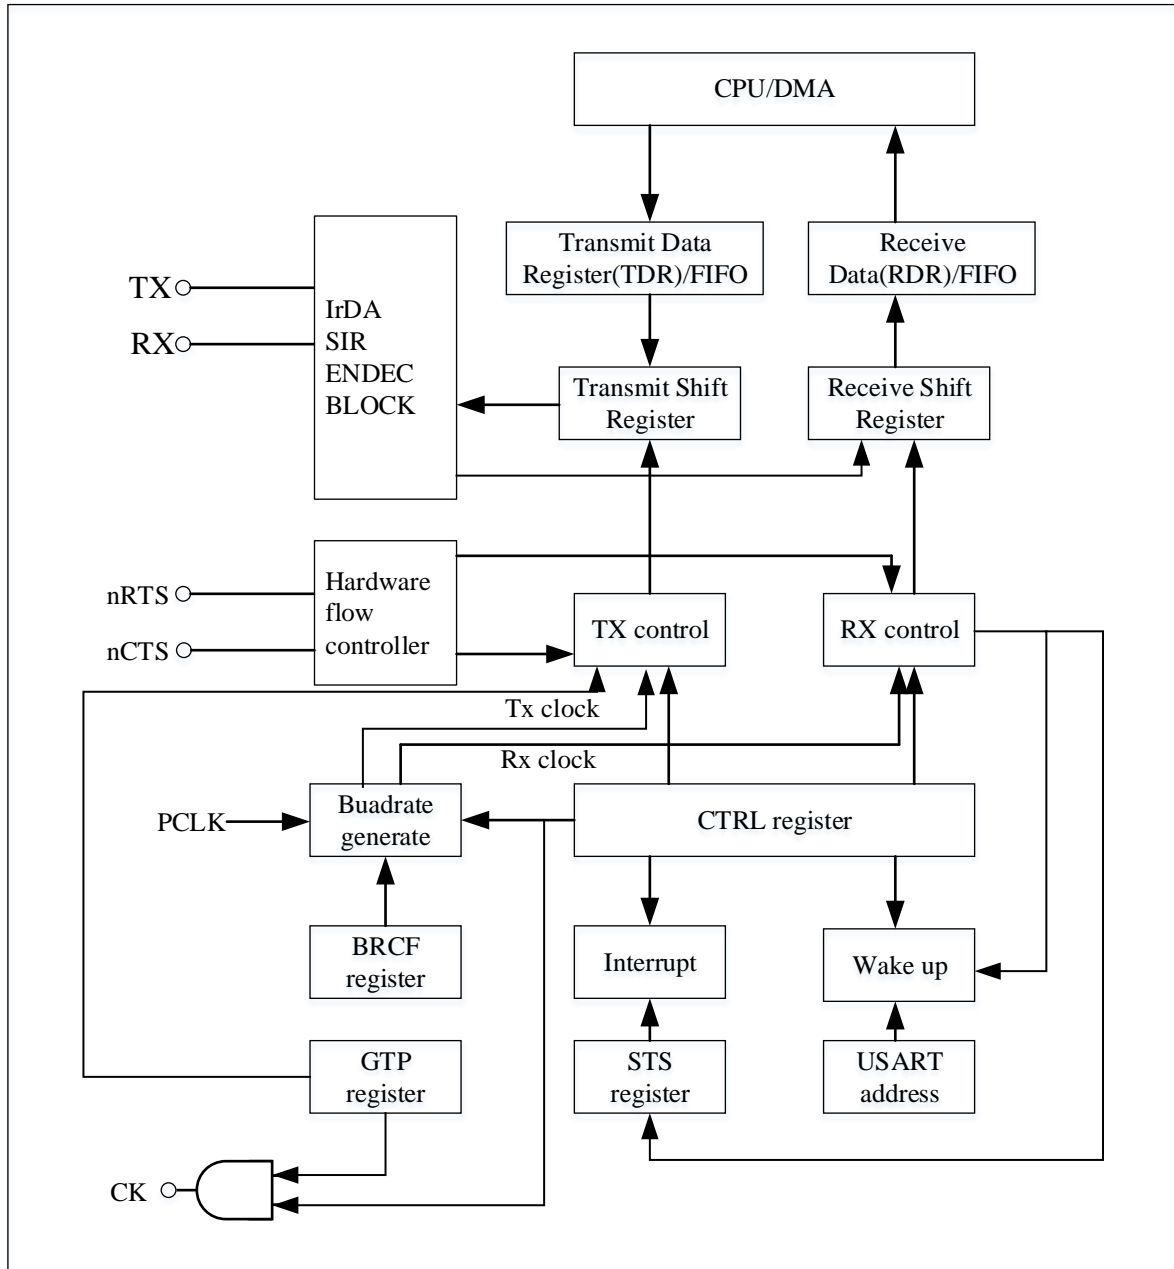 CPU/DMA
Transmit Data
Register(TDR)/FIFO
Receive
Data(RDR)/FIFO
TX
RX
IrDA
SIR
ENDEC
BLOCK
Transmit Shift
Register
Receive Shift
Register
nRTS
nCTS
Hardware
flow
controller
TX control
RX control
Tx clock
Rx clock
PCLK
Buadrate
generate
CTRL register
BRCF
register
Interrupt
Wake up
GTP
register
STS
register
USART
address
CK